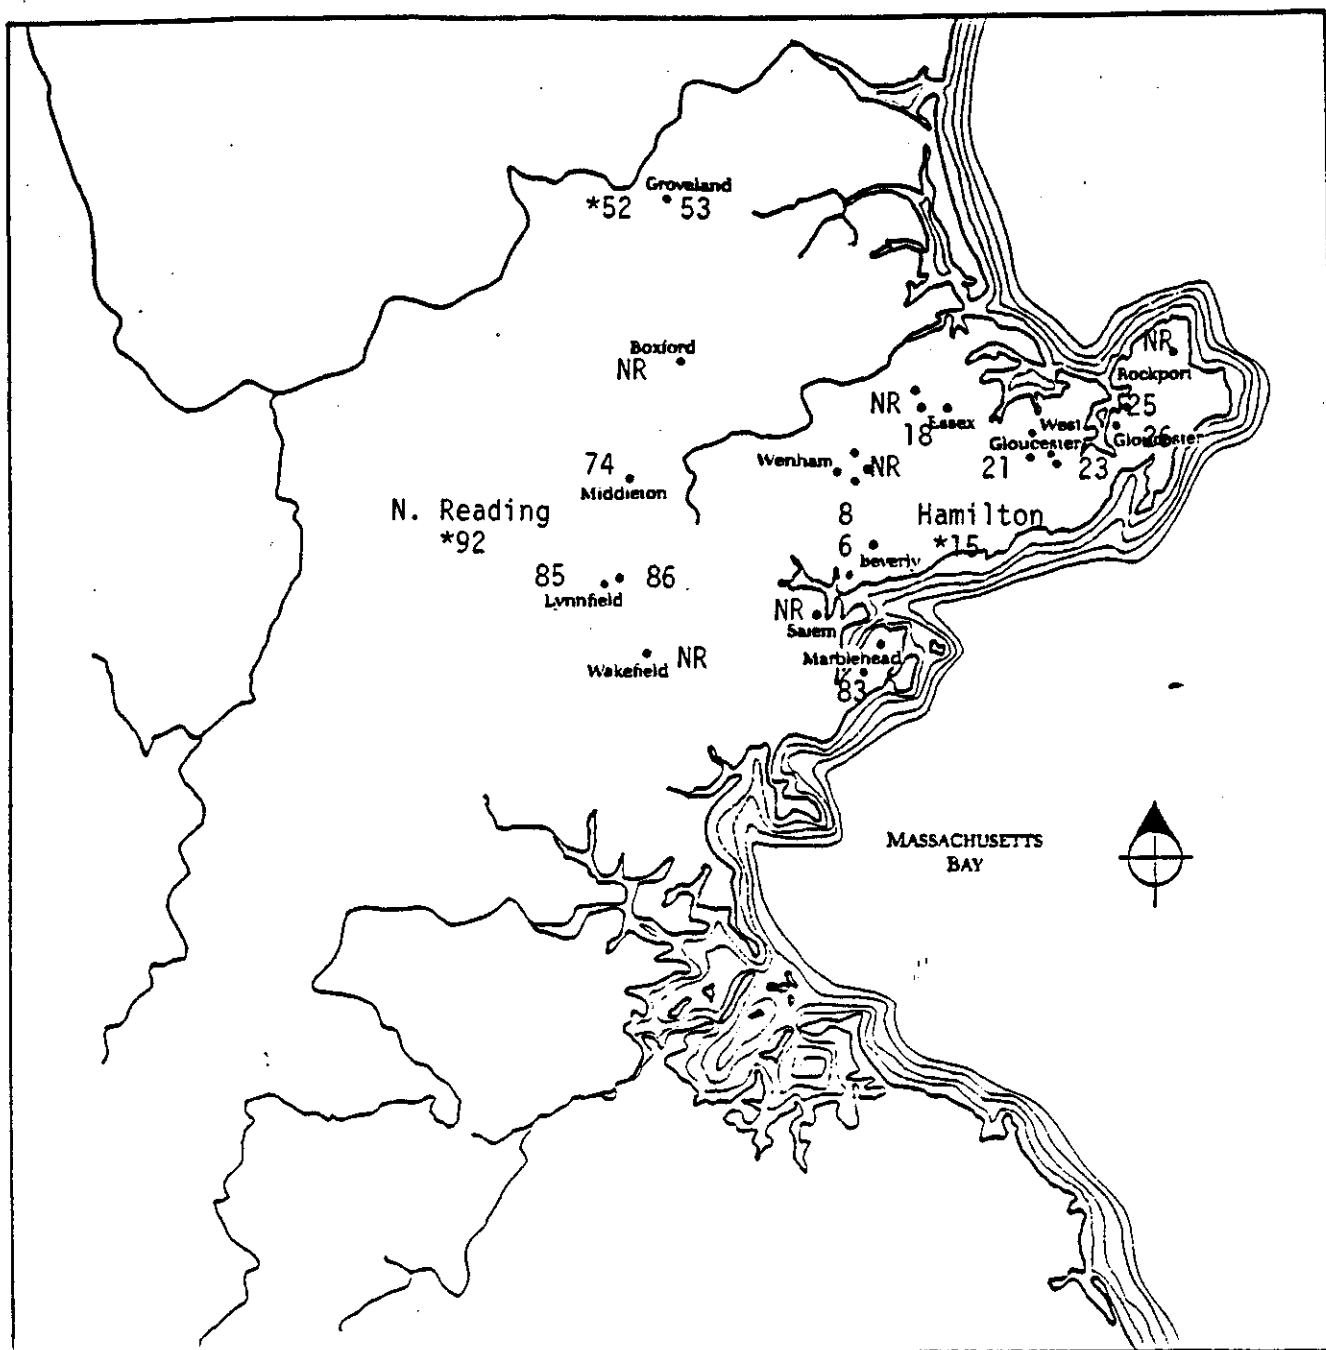 Groveland
*52 53
Boxford
NR
NR
Rockport
NR
Essex
18
25
West
Gloucester
Gloucester
26
21
23
Wenham
NR
74
Middleton
N. Reading
*92
8
Hamilton
*15
6
Beverly
85 86
Lynnfield
NR
Salem
Marblehead
83
Wakefield
NR
MASSACHUSETTS
BAY